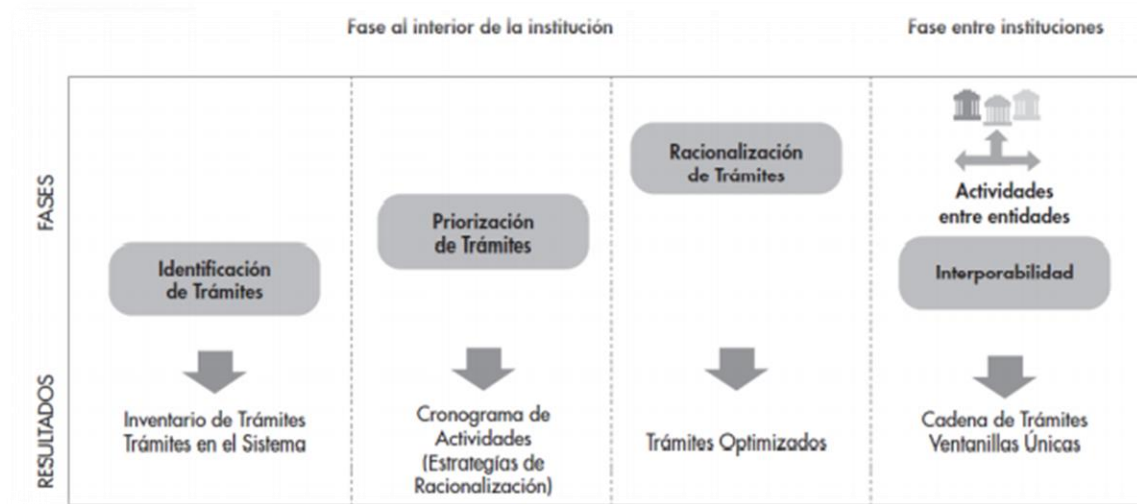 Fase al interior de la institución
Fase entre instituciones
FASES
Identificación
de Trámites
Priorización
de Trámites
Racionalización
de Trámites
Actividades
entre entidades
Interporabilidad
RESULTADOS
Inventario de Trámites
Trámites en el Sistema
Cronograma de
Actividades
(Estrategías de
Racionalización)
Trámites Optimizados
Cadena de Trámites
Ventanillas Únicas